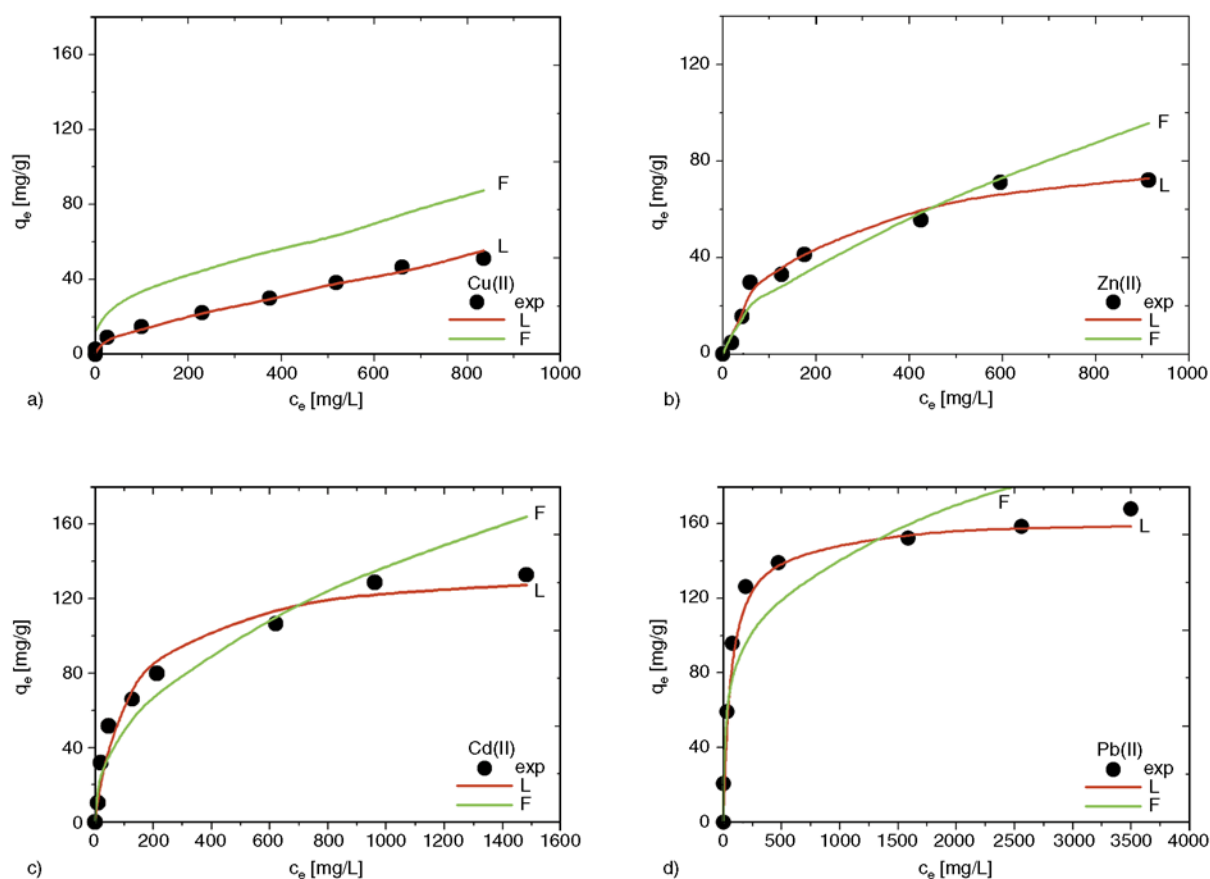 160
120
80
40
0
qe [mg/g]
F
L
Cu(II)
exp
L
F
0 200 400 600 800 1000
a) ce [mg/L]
120
80
40
0
qe [mg/g]
F
L
Zn(II)
exp
L
F
0 200 400 600 800 1000
b) ce [mg/L]
160
120
80
40
0
qe [mg/g]
F
L
Cd(II)
exp
L
F
0 200 400 600 800 1000 1200 1400 1600
c) ce [mg/L]
160
120
80
40
0
qe [mg/g]
F
L
Pb(II)
exp
L
F
0 500 1000 1500 2000 2500 3000 3500 4000
d) ce [mg/L]